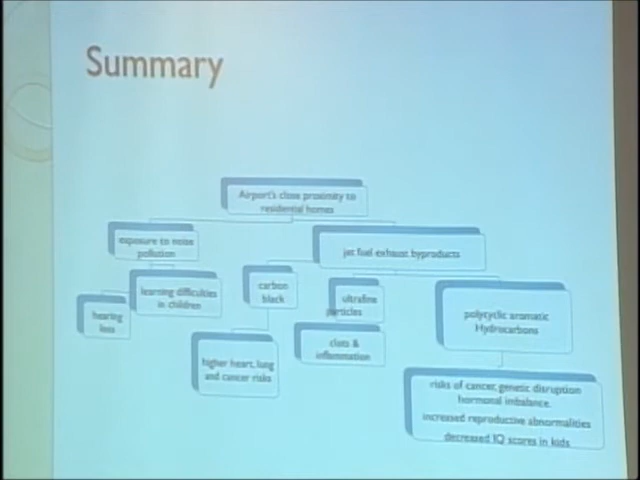 Summary
Airport's close proximity to
residential homes
exposure to noise
pollution
jet fuel exhaust byproducts
learning difficulties
in children
hearing
loss
carbon
black
higher heart, lung
and cancer risks
ultrafine
particles
clots &
inflammation
polycyclic aromatic
Hydrocarbons
risks of cancer, genetic disruption
hormonal imbalance.
increased reproductive abnormalities
decreased IQ scores in kids